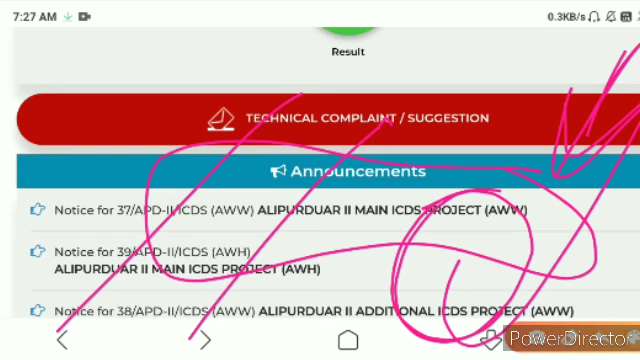 7:27 AM 0.3KB/s
Result
TECHNICAL COMPLAINT / SUGGESTION
Announcements
Notice for 37/APD-II/ICDS (AWW) ALIPURDUAR II MAIN ICDS PROJECT (AWW)
Notice for 39/APD-II/ICDS (AWH)
ALIPURDUAR II MAIN ICDS PROJECT (AWH)
Notice for 38/APD-II/ICDS (AWW) ALIPURDUAR II ADDITIONAL ICDS PROJECT (AWW)
PowerDirector